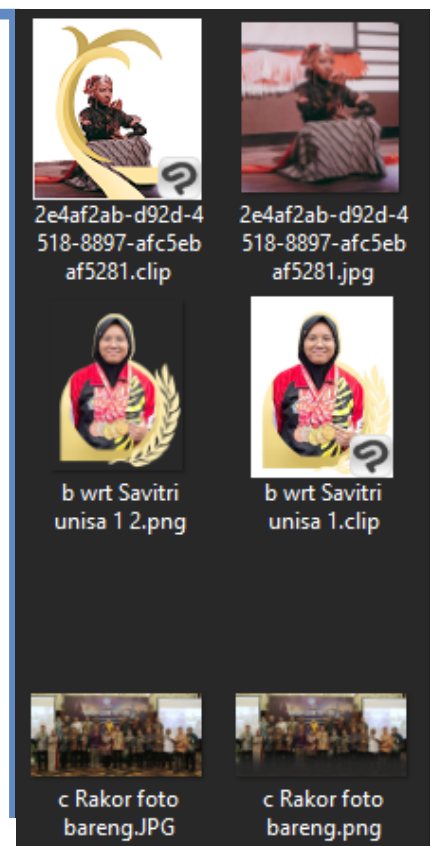 2e4af2ab-d92d-4
518-8897-afc5eb
af5281.clip
2e4af2ab-d92d-4
518-8897-afc5eb
af5281.jpg
b wrt Savitri
unisa 1 2.png
b wrt Savitri
unisa 1.clip
c Rakor foto
bareng.JPG
c Rakor foto
bareng.png